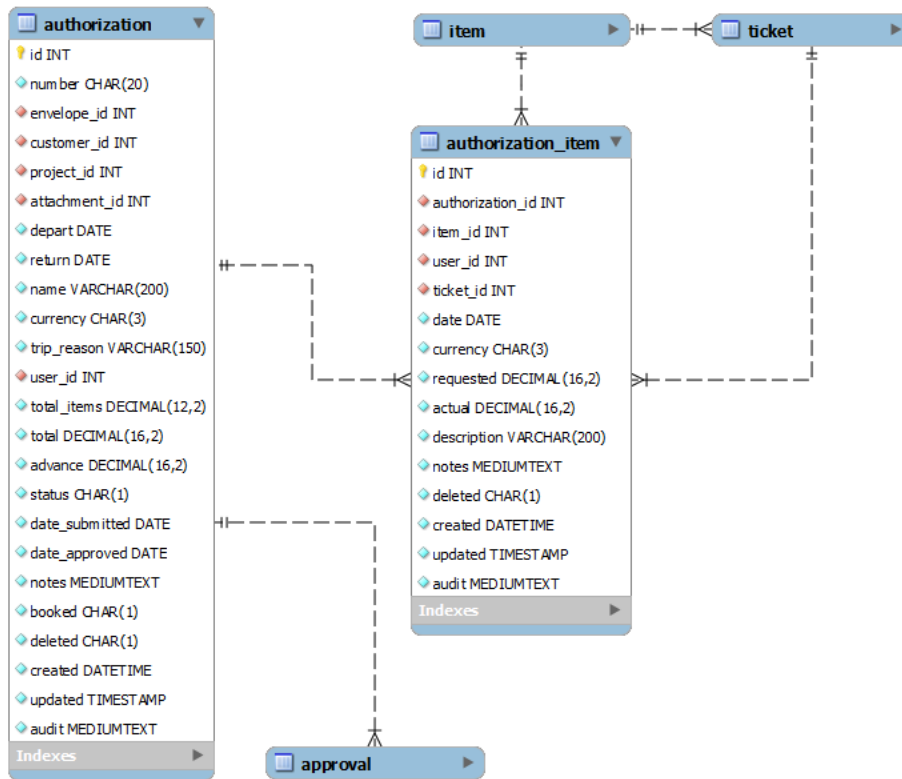 authorization
id INT
number CHAR(20)
envelope_id INT
customer_id INT
project_id INT
attachment_id INT
depart DATE
return DATE
name VARCHAR(200)
currency CHAR(3)
trip_reason VARCHAR(150)
user_id INT
total_items DECIMAL(12,2)
total DECIMAL(16,2)
advance DECIMAL(16,2)
status CHAR(1)
date_submitted DATE
date_approved DATE
notes MEDIUMTEXT
booked CHAR(1)
deleted CHAR(1)
created DATETIME
updated TIMESTAMP
audit MEDIUMTEXT
Indexes
item
ticket
authorization_item
id INT
authorization_id INT
item_id INT
user_id INT
ticket_id INT
date DATE
currency CHAR(3)
requested DECIMAL(16,2)
actual DECIMAL(16,2)
description VARCHAR(200)
notes MEDIUMTEXT
deleted CHAR(1)
created DATETIME
updated TIMESTAMP
audit MEDIUMTEXT
Indexes
approval